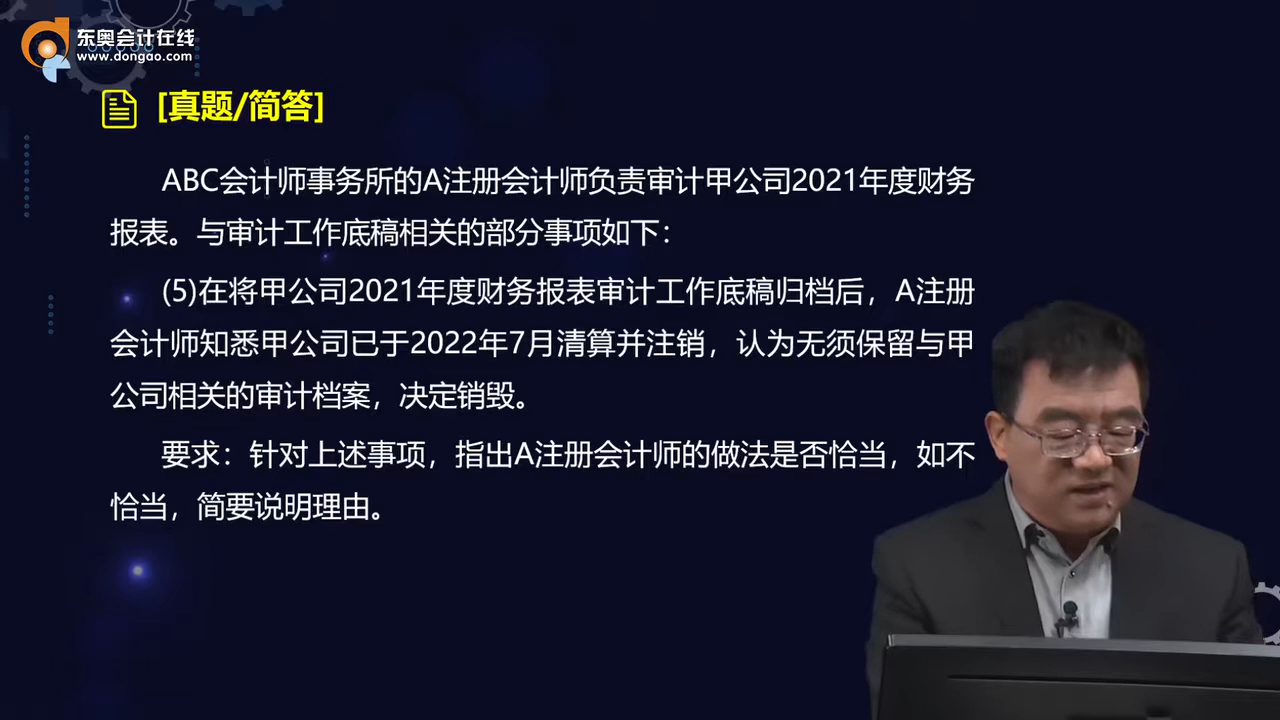 东奥会计在线
www.dongao.com
[真题/简答]
ABC会计师事务所的A注册会计师负责审计甲公司2021年度财务
报表。与审计工作底稿相关的部分事项如下：
(5)在将甲公司2021年度财务报表审计工作底稿归档后，A注册
会计师知悉甲公司已于2022年7月清算并注销，认为无须保留与甲
公司相关的审计档案，决定销毁。
要求：针对上述事项，指出A注册会计师的做法是否恰当，如不
恰当，简要说明理由。